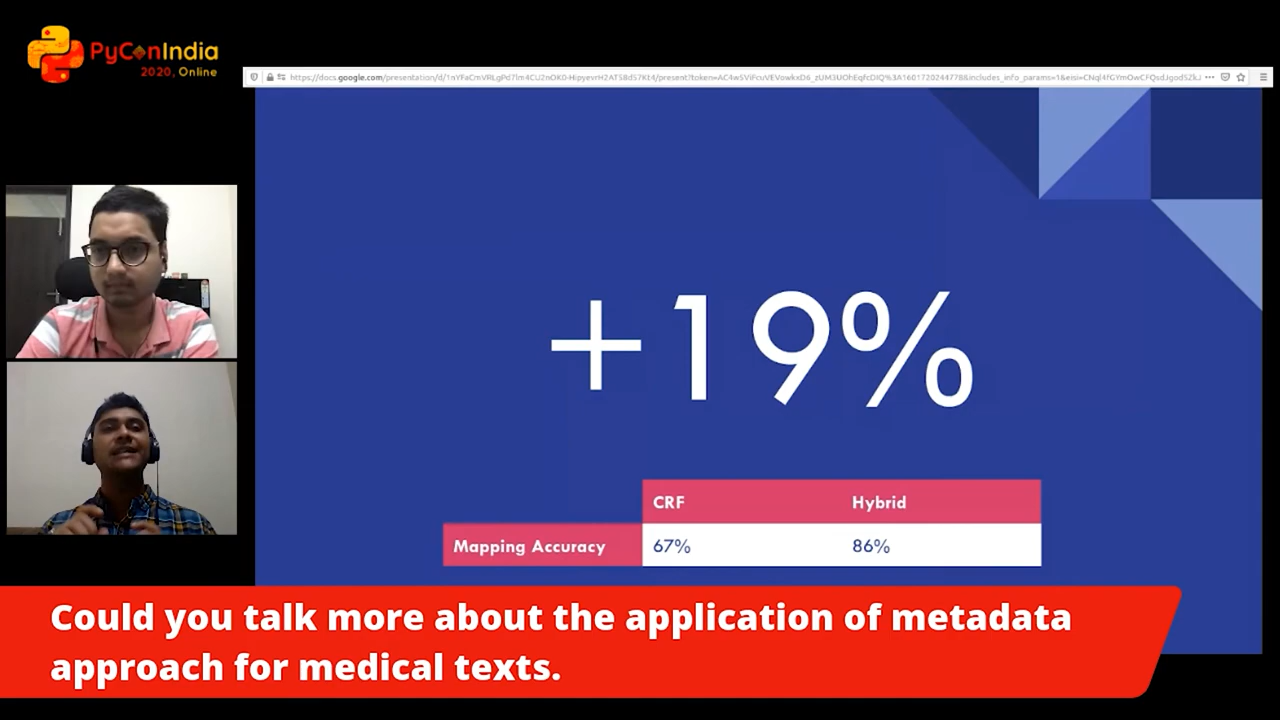 PyConIndia
2020, Online
+19%
CRF Hybrid
Mapping Accuracy 67% 86%
Could you talk more about the application of metadata
approach for medical texts.